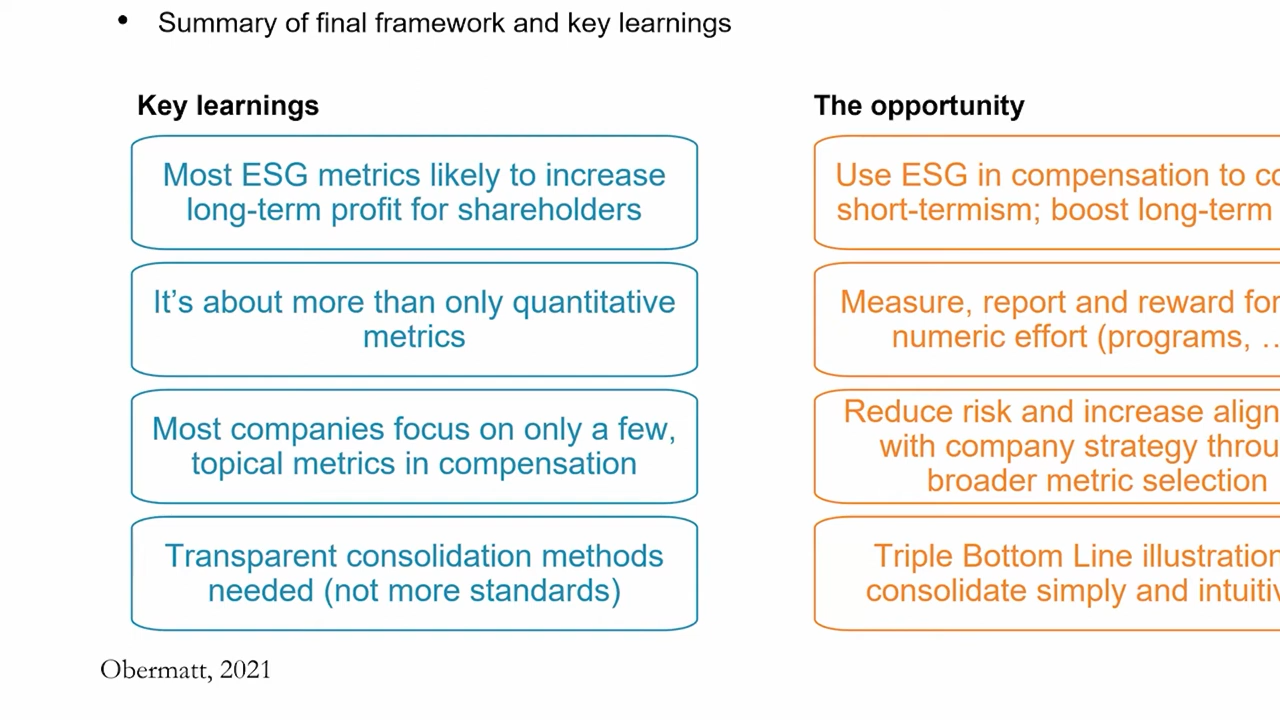 • Summary of final framework and key learnings
Key learnings
Most ESG metrics likely to increase
long-term profit for shareholders
It's about more than only quantitative
metrics
Most companies focus on only a few,
topical metrics in compensation
Transparent consolidation methods
needed (not more standards)
The opportunity
Use ESG in compensation to
short-termism; boost long-term
Measure, report and reward for
numeric effort (programs, …
Reduce risk and increase
with company strategy
broader metric selection
Triple Bottom Line
consolidate simply and
Obermatt, 2021